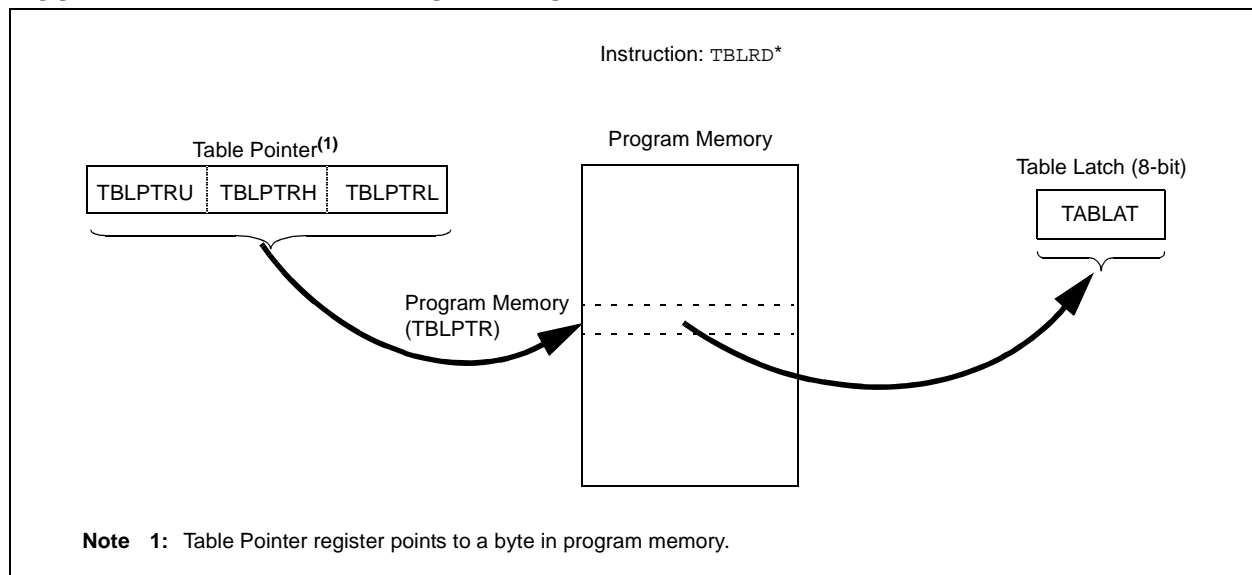 Instruction: TBLRD*
Table Pointer(1)
TBLPTRU TBLPTRH TBLPTRL
Program Memory
Table Latch (8-bit)
TABLAT
Program Memory
(TBLPTR)
Note 1: Table Pointer register points to a byte in program memory.